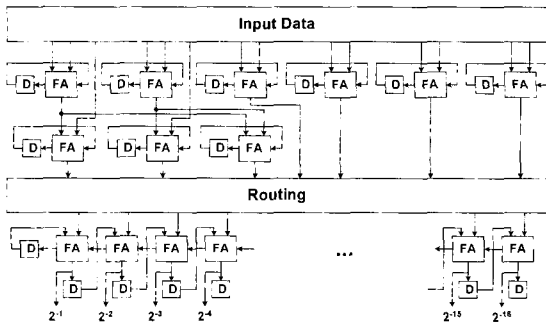 Input Data
D FA D FA D FA D FA D FA D FA
D FA D FA D FA
Routing
D FA FA FA FA ... FA FA
D D D D D D
2-1 2-2 2-3 2-4 2-15 2-16